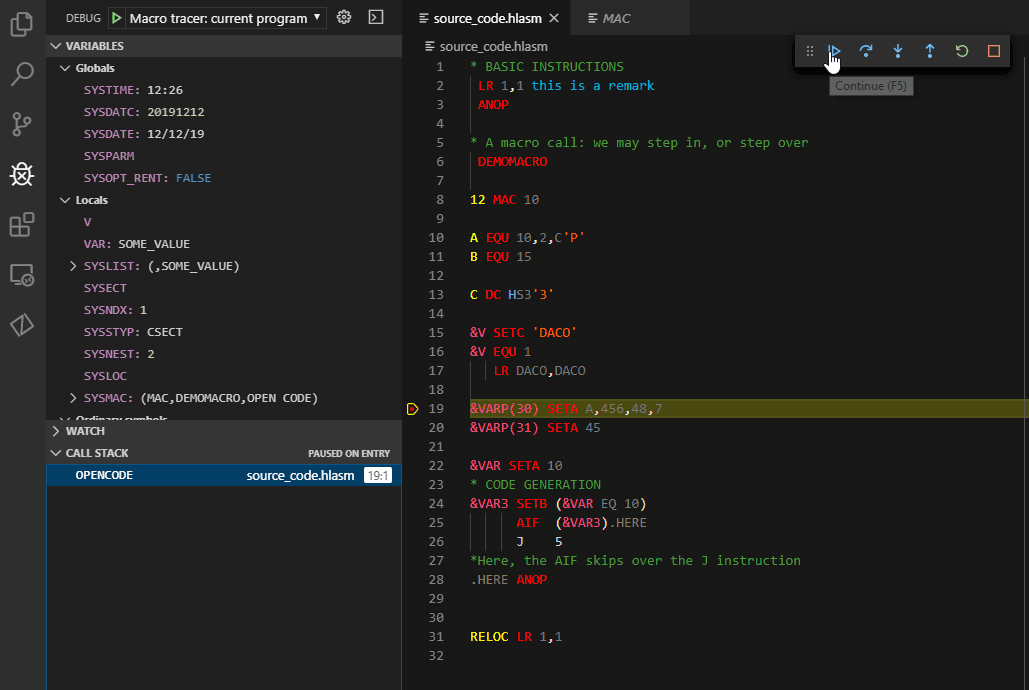 DEBUG Macro tracer: current program
VARIABLES
Globals
SYSTIME: 12:26
SYSDATC: 20191212
SYSDATE: 12/12/19
SYSPARM
SYSOPT_RENT: FALSE
Locals
V
VAR: SOME_VALUE
SYSLIST: (,SOME_VALUE)
SYSECT
SYSNDX: 1
SYSSTYP: CSECT
SYSNEST: 2
SYSLOC
SYSMAC: (MAC,DEMOMACRO,OPEN CODE)
Ordinary symbols
WATCH
CALL STACK PAUSED ON ENTRY
OPENCODE source_code.hlasm 19:1
source_code.hlasm MAC
source_code.hlasm
Continue (F5)
1 * BASIC INSTRUCTIONS
2 LR 1,1 this is a remark
3 ANOP
4
5 * A macro call: we may step in, or step over
6 DEMOMACRO
7
8 12 MAC 10
9
10 A EQU 10,2,C'P'
11 B EQU 15
12
13 C DC HS3'3'
14
15 &V SETC 'DACO'
16 &V EQU 1
17 LR DACO,DACO
18
19 &VARP(30) SETA A,456,48,7
20 &VARP(31) SETA 45
21
22 &VAR SETA 10
23 * CODE GENERATION
24 &VAR3 SETB (&VAR EQ 10)
25 AIF (&VAR3).HERE
26 J 5
27 *Here, the AIF skips over the J instruction
28 .HERE ANOP
29
30
31 RELOC LR 1,1
32